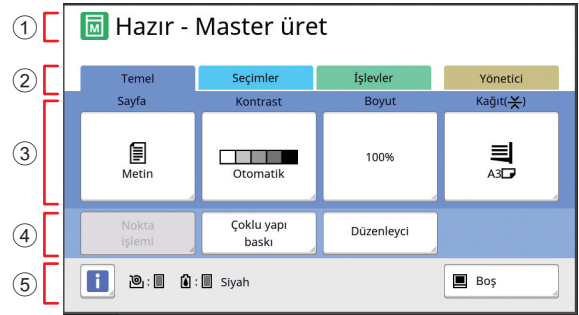 1
M Hazır - Master üret
2
Temel Seçimler İşlevler Yönetici
Sayfa Kontrast Boyut Kağıt( )
3
Metin Otomatik 100% A3
4
Nokta işlemi
Çoklu yapı baskı
Düzenleyici
5
i : : Siyah Boş